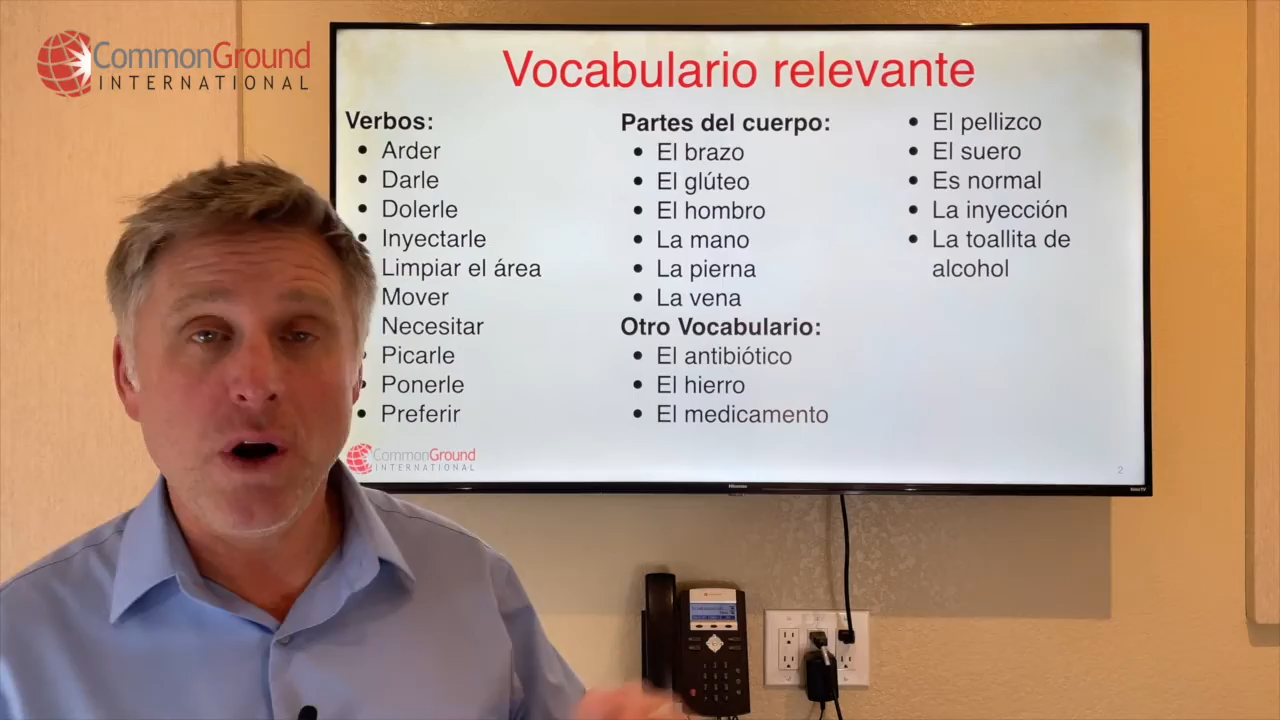 CommonGround
INTERNATIONAL
Vocabulario relevante
Verbos:
• Arder
• Darle
• Dolerle
• Inyectarle
Limpiar el área
Mover
Necesitar
• Picarle
• Ponerle
• Preferir
Partes del cuerpo:
• El brazo
• El glúteo
• El hombro
• La mano
• La pierna
• La vena
Otro Vocabulario:
• El antibiótico
• El hierro
• El medicamento
• El pellizco
• El suero
• Es normal
• La inyección
• La toallita de
alcohol
CommonGround
INTERNATIONAL
2
Hisense